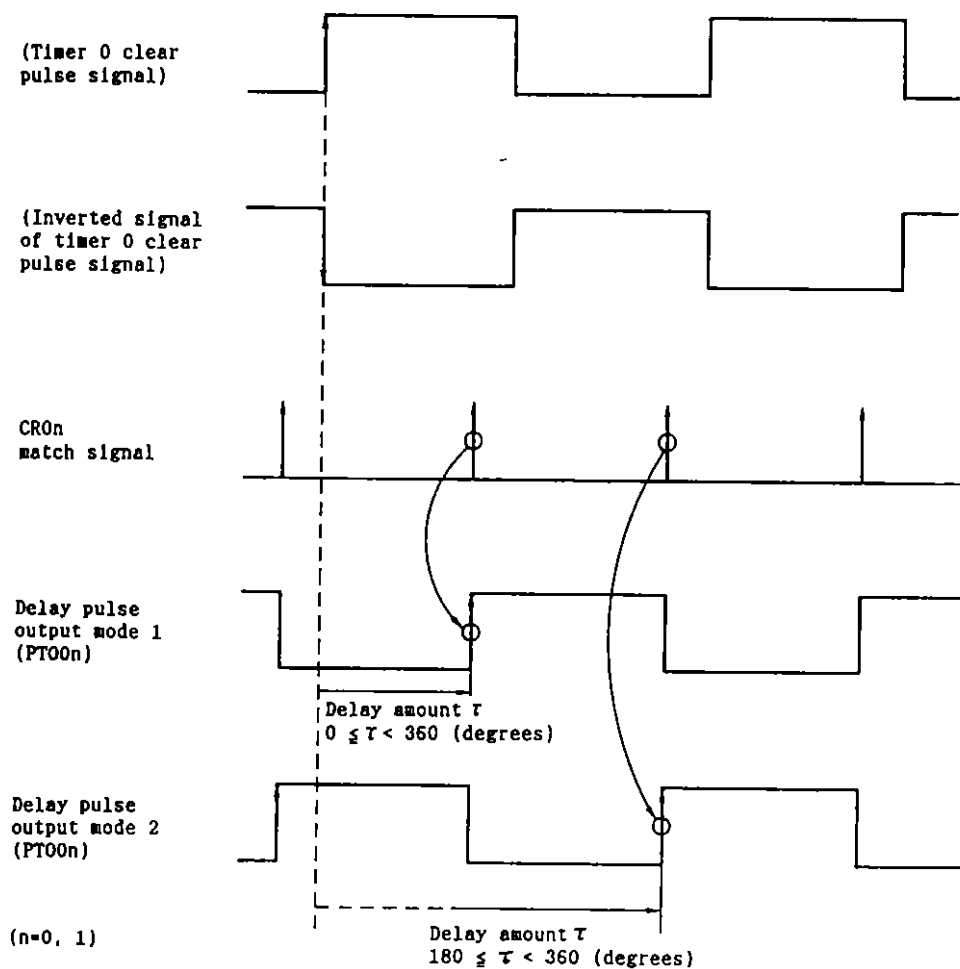 (Timer 0 clear
pulse signal)
(Inverted signal
of timer 0 clear
pulse signal)
CR0n
match signal
Delay pulse
output mode 1
(PTO0n)
Delay amount τ
0 ≦ τ < 360 (degrees)
Delay pulse
output mode 2
(PTO0n)
Delay amount τ
180 ≦ τ < 360 (degrees)
(n=0, 1)